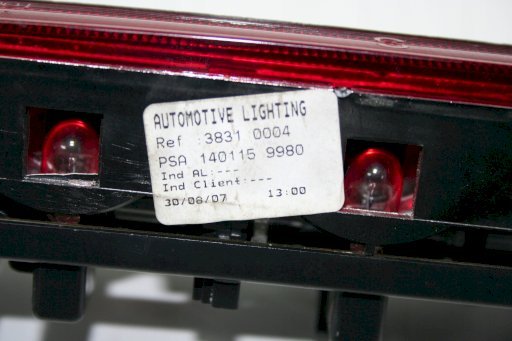 AUTOMOTIVE LIGHTING
Ref :3831 0004
PSA 140115 9980
Ind AL:---
Ind Client:---
30/08/07 13:00